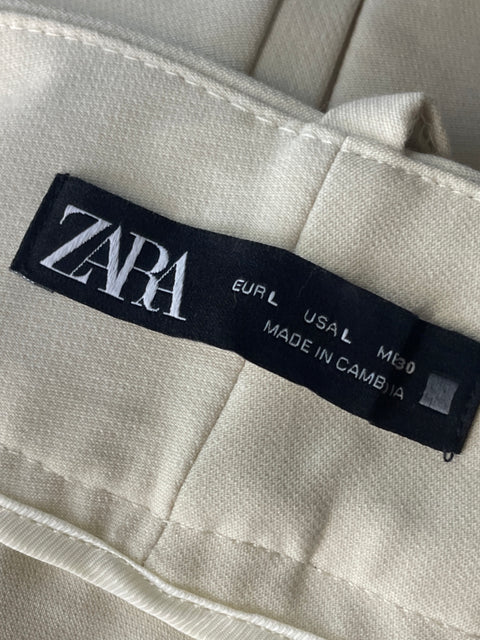 ZARA
EUR L USA L MEX 30
MADE IN CAMBODIA